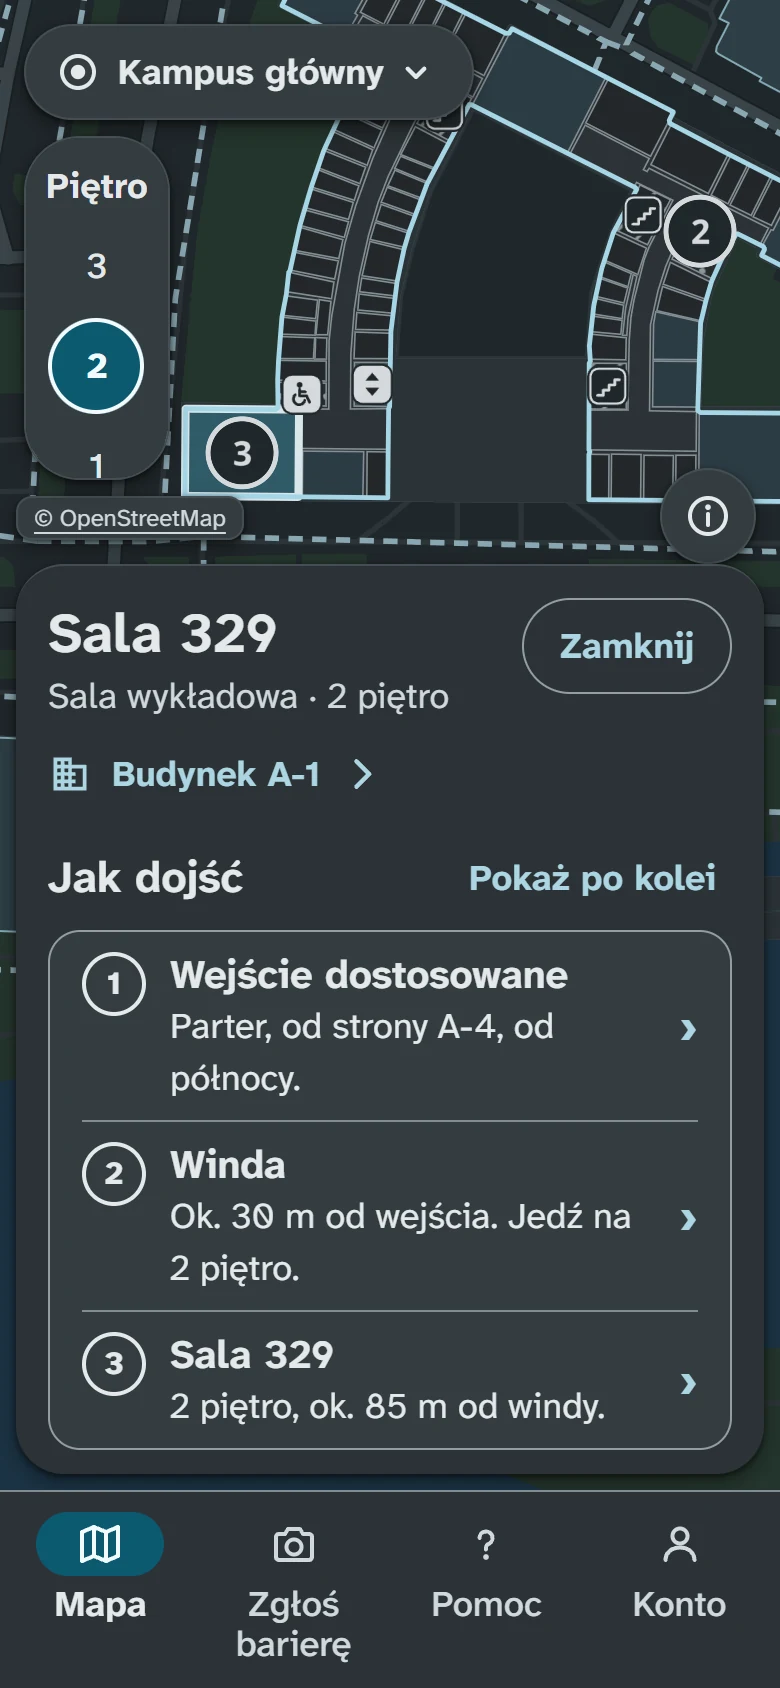 Kampus główny
Piętro
3
2
1
2
3
© OpenStreetMap
Sala 329
Zamknij
Sala wykładowa · 2 piętro
Budynek A-1
Jak dojść
Pokaż po kolei
1
Wejście dostosowane
Parter, od strony A-4, od
północy.
2
Winda
Ok. 30 m od wejścia. Jedź na
2 piętro.
3
Sala 329
2 piętro, ok. 85 m od windy.
Mapa
Zgłoś
barierę
Pomoc
Konto